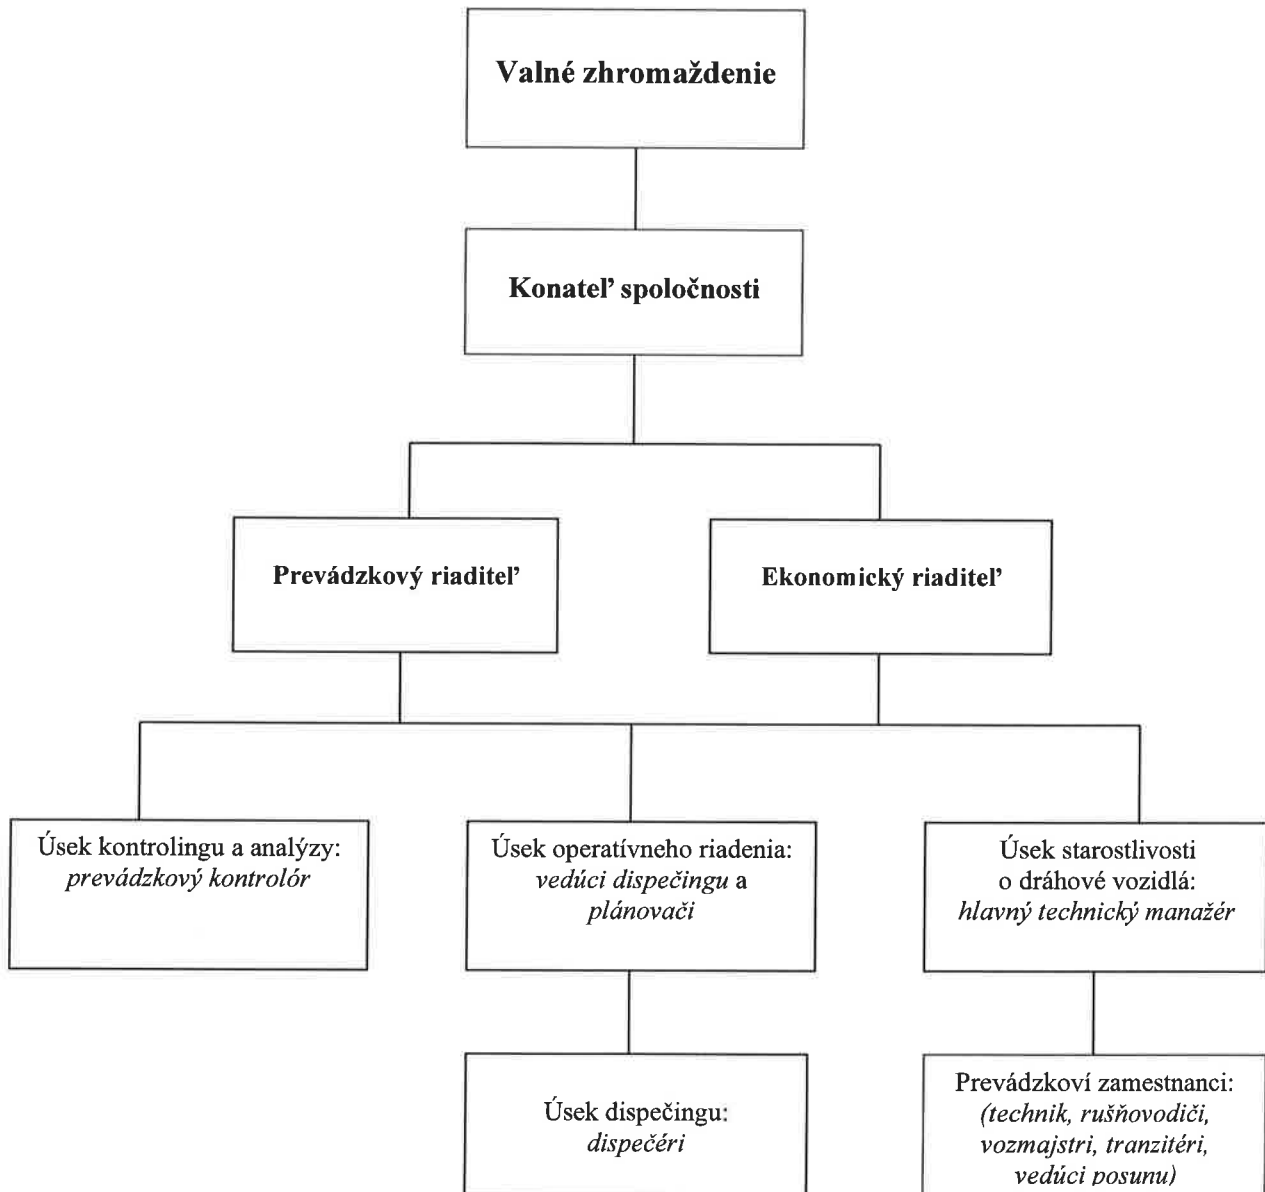 Valné zhromaždenie
Konateľ spoločnosti
Prevádzkový riaditeľ
Ekonomický riaditeľ
Úsek kontrolingu a analýzy:
prevádzkový kontrolór
Úsek operatívneho riadenia:
vedúci dispečingu a
plánovači
Úsek starostlivosti
o dráhové vozidlá:
hlavný technický manažér
Úsek dispečingu:
dispečéri
Prevádzkoví zamestnanci:
(technik, rušňovodiči,
vozmajstri, tranzitéri,
vedúci posunu)